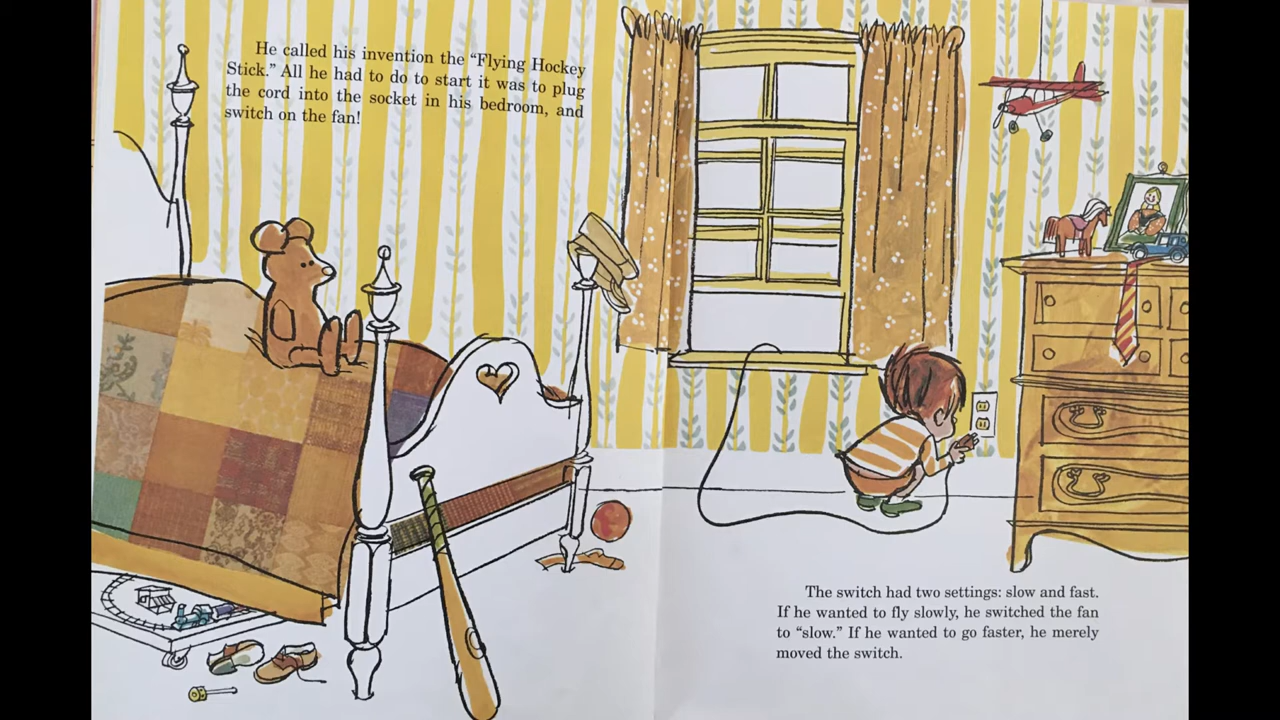 He called his invention the “Flying Hockey
Stick.” All he had to do to start it was to plug
the cord into the socket in his bedroom, and
switch on the fan!
The switch had two settings: slow and fast.
If he wanted to fly slowly, he switched the fan
to “slow.” If he wanted to go faster, he merely
moved the switch.